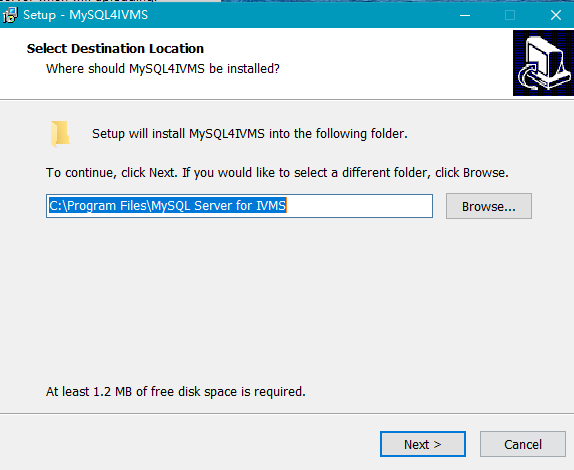 Setup - MySQL4IVMS
Select Destination Location
Where should MySQL4IVMS be installed?
Setup will install MySQL4IVMS into the following folder.
To continue, click Next. If you would like to select a different folder, click Browse.
C:\Program Files\MySQL Server for IVMS
Browse...
At least 1.2 MB of free disk space is required.
Next >
Cancel